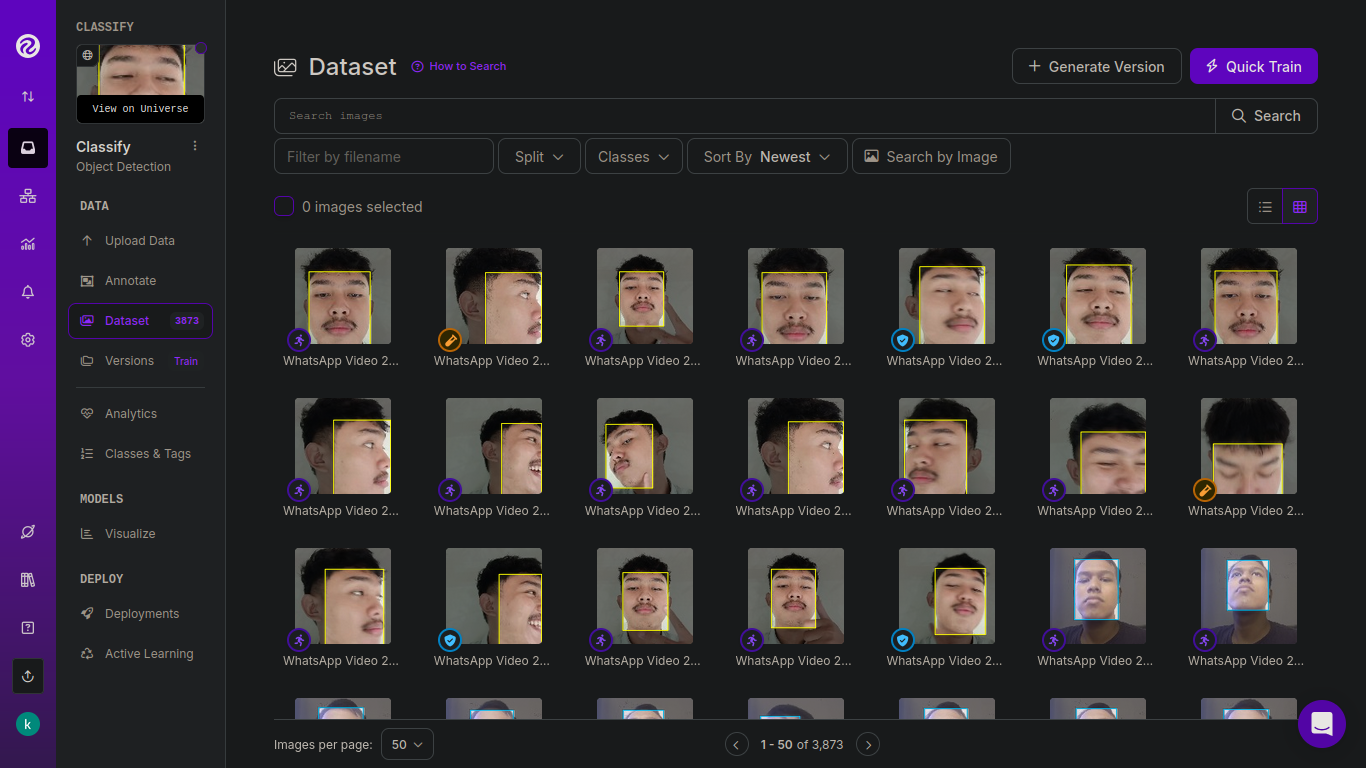 CLASSIFY
View on Universe
Classify
Object Detection
DATA
Upload Data
Annotate
Dataset 3873
Versions Train
Analytics
Classes & Tags
MODELS
Visualize
DEPLOY
Deployments
Active Learning
k
Dataset How to Search
Generate Version
Quick Train
Search images
Search
Filter by filename
Split
Classes
Sort By Newest
Search by Image
0 images selected
WhatsApp Video 2... WhatsApp Video 2... WhatsApp Video 2... WhatsApp Video 2... WhatsApp Video 2... WhatsApp Video 2... WhatsApp Video 2...
WhatsApp Video 2... WhatsApp Video 2... WhatsApp Video 2... WhatsApp Video 2... WhatsApp Video 2... WhatsApp Video 2... WhatsApp Video 2...
WhatsApp Video 2... WhatsApp Video 2... WhatsApp Video 2... WhatsApp Video 2... WhatsApp Video 2... WhatsApp Video 2... WhatsApp Video 2...
Images per page: 50
1 - 50 of 3,873